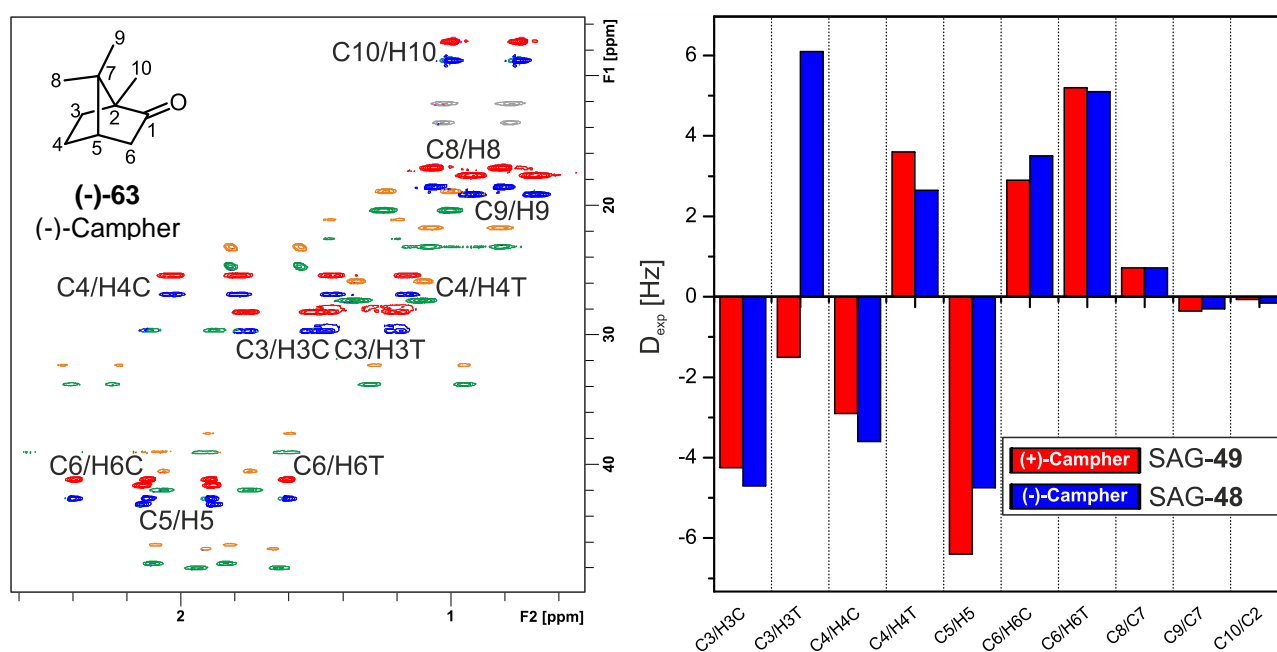 9
10
7
8
O
3
2
1
4
5
6
(-)-63
(-)-Campher
C10/H10
C8/H8
C9/H9
C4/H4C
C4/H4T
C3/H3C
C3/H3T
C6/H6C
C6/H6T
C5/H5
F1 [ppm]
20
30
40
2
1
F2 [ppm]
D exp [Hz]
6
4
2
0
-2
-4
-6
(+)-Campher SAG-49
(-)-Campher SAG-48
C3/H3C
C3/H3T
C4/H4C
C4/H4T
C5/H5
C6/H6C
C6/H6T
C8/C7
C9/C7
C10/C2